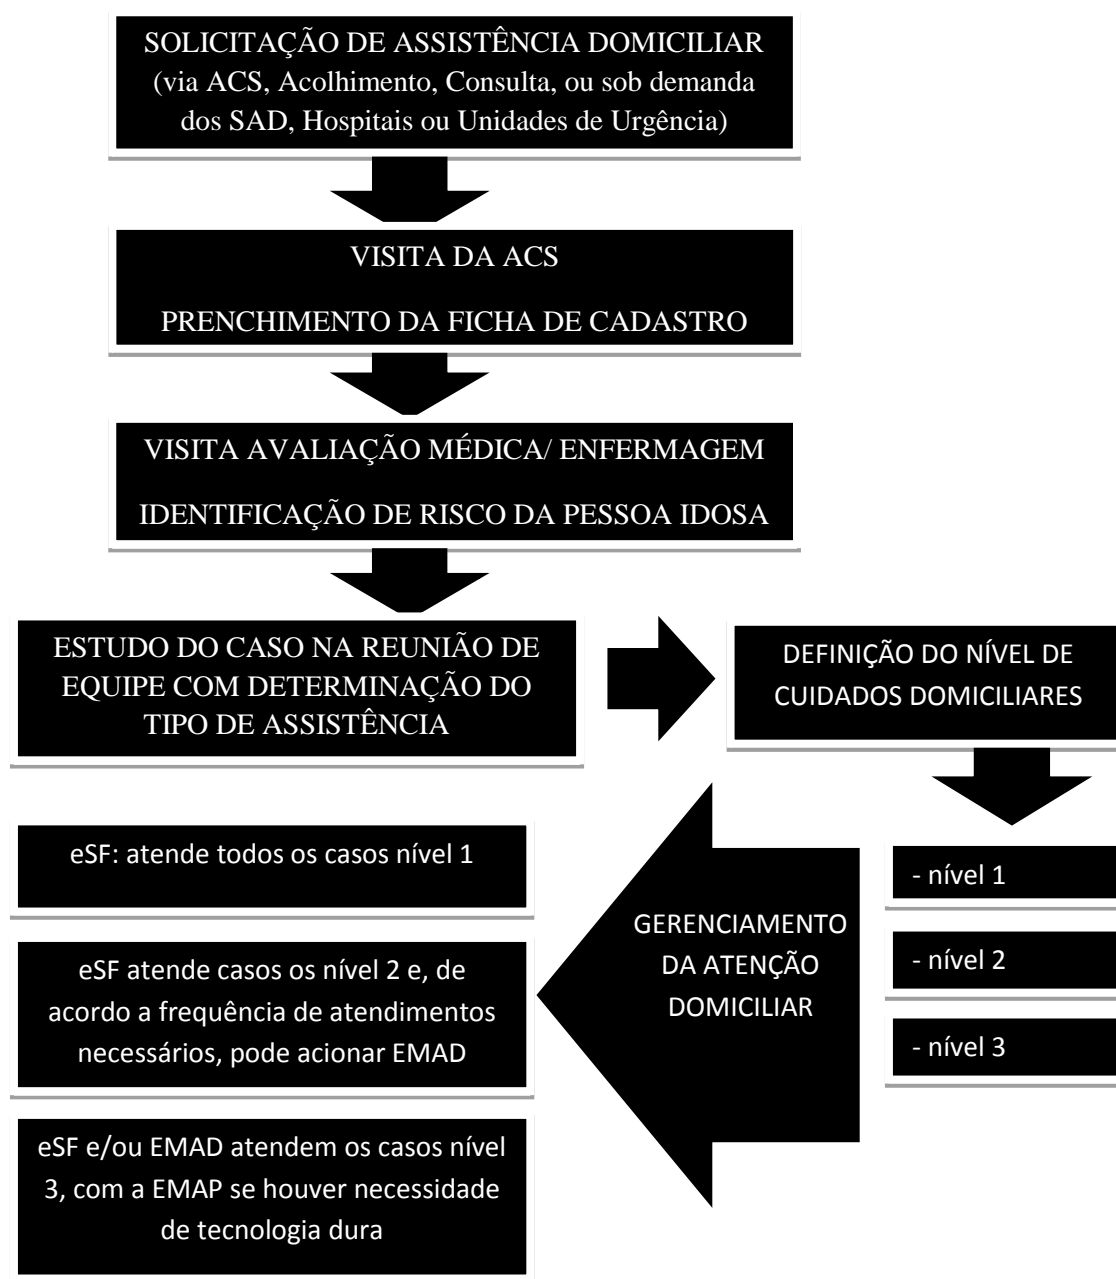 SOLICITAÇÃO DE ASSISTÊNCIA DOMICILIAR
(via ACS, Acolhimento, Consulta, ou sob demanda
dos SAD, Hospitais ou Unidades de Urgência)
VISITA DA ACS
PRENCHIMENTO DA FICHA DE CADASTRO
VISITA AVALIAÇÃO MÉDICA/ ENFERMAGEM
IDENTIFICAÇÃO DE RISCO DA PESSOA IDOSA
ESTUDO DO CASO NA REUNIÃO DE
EQUIPE COM DETERMINAÇÃO DO
TIPO DE ASSISTÊNCIA
DEFINIÇÃO DO NÍVEL DE
CUIDADOS DOMICILIARES
- nível 1
- nível 2
- nível 3
GERENCIAMENTO
DA ATENÇÃO
DOMICILIAR
eSF: atende todos os casos nível 1
eSF atende casos os nível 2 e, de
acordo a frequência de atendimentos
necessários, pode acionar EMAD
eSF e/ou EMAD atendem os casos nível
3, com a EMAP se houver necessidade
de tecnologia dura